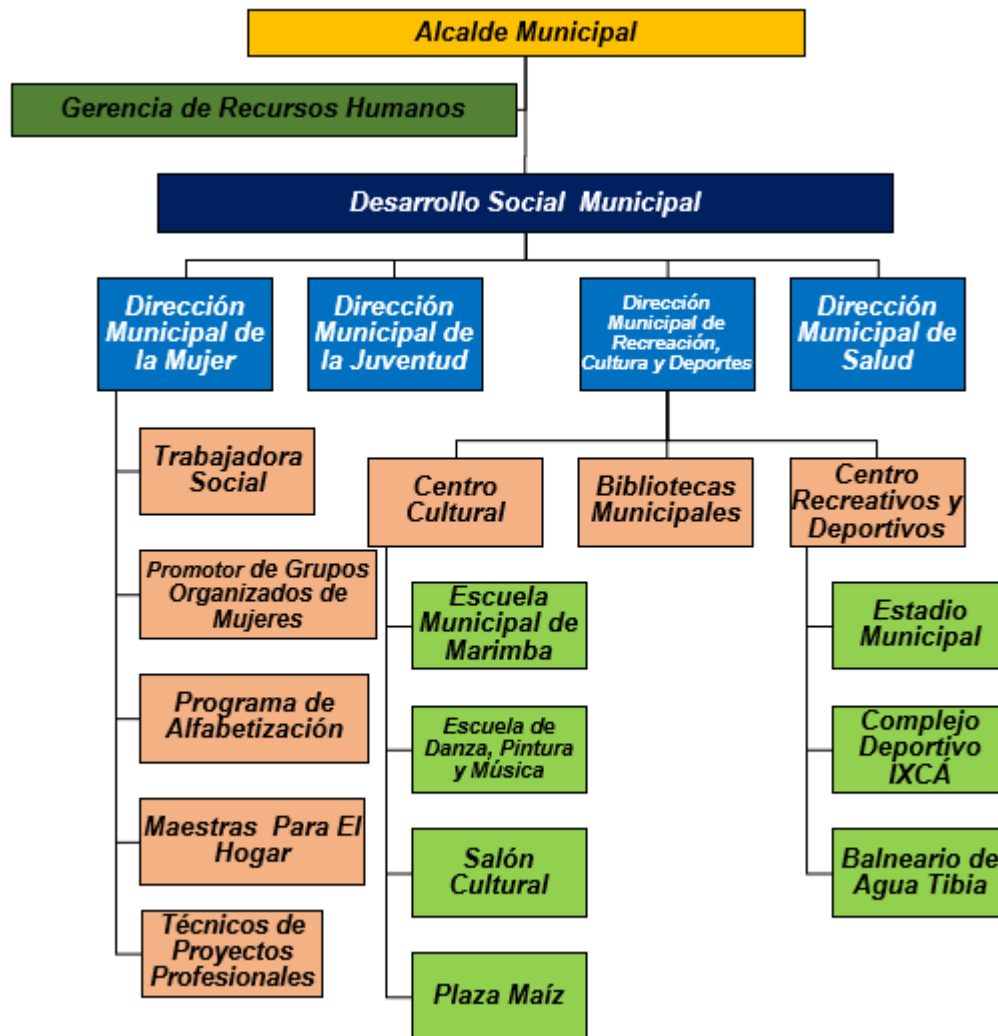 Alcalde Municipal
Gerencia de Recursos Humanos
Desarrollo Social Municipal
Dirección
Municipal de
la Mujer
Dirección
Municipal de
la Juventud
Dirección
Municipal de
Recreación,
Cultura y Deportes
Dirección
Municipal de
Salud
Trabajadora
Social
Promotor de Grupos
Organizados de
Mujeres
Programa de
Alfabetización
Maestras Para El
Hogar
Técnicos de
Proyectos
Profesionales
Centro
Cultural
Bibliotecas
Municipales
Centro
Recreativos y
Deportivos
Escuela
Municipal de
Marimba
Escuela de
Danza, Pintura
y Música
Salón
Cultural
Plaza Maíz
Estadio
Municipal
Complejo
Deportivo
IXCÁ
Balneario de
Agua Tibia